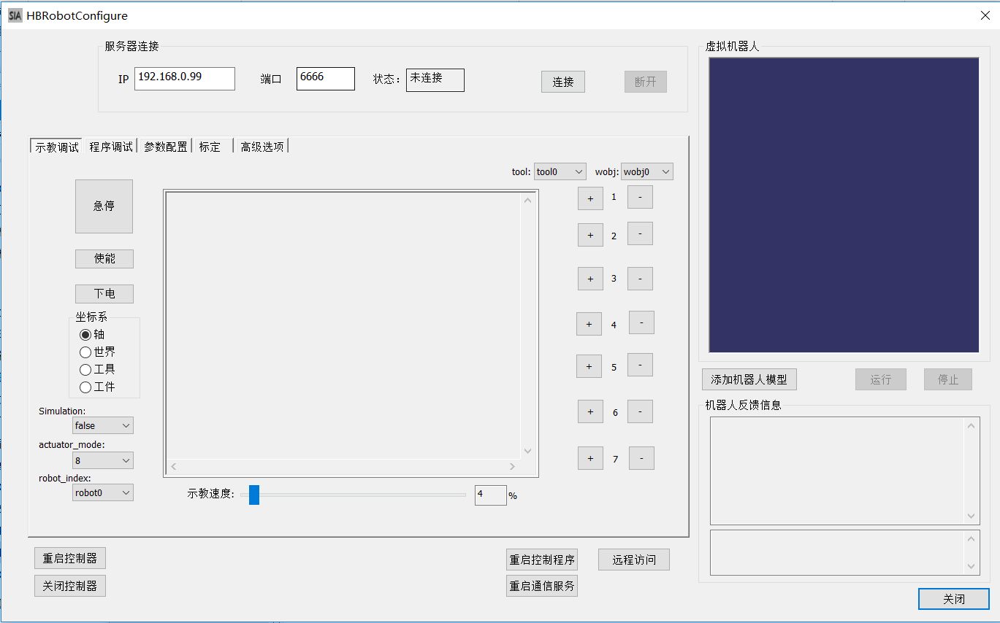 SIA HBRobotConfigure
服务器连接
IP 192.168.0.99 端口 6666 状态： 未连接 连接 断开
示教调试 程序调试 参数配置 标定 高级选项
tool: tool0 wobj: wobj0
急停
使能
下电
坐标系
轴
世界
工具
工件
Simulation:
false
actuator_mode:
8
robot_index:
robot0
+ 1 -
+ 2 -
+ 3 -
+ 4 -
+ 5 -
+ 6 -
+ 7 -
示教速度: 4 %
重启控制器
关闭控制器
重启控制程序 远程访问
重启通信服务
虚拟机器人
添加机器人模型 运行 停止
机器人反馈信息
关闭